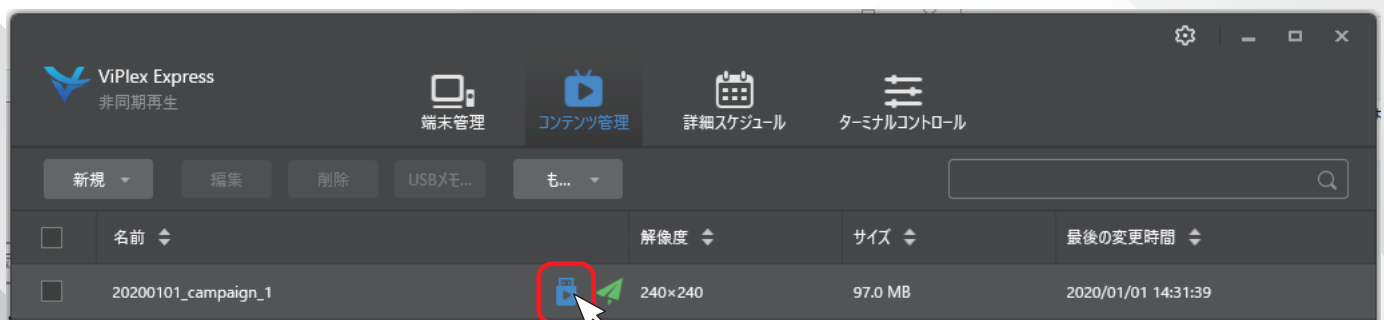 ViPlex Express
非同期再生
端末管理
コンテンツ管理
詳細スケジュール
ターミナルコントロール
新規
編集
削除
USBメモ...
も...
名前
解像度
サイズ
最後の変更時間
20200101_campaign_1
240×240
97.0 MB
2020/01/01 14:31:39